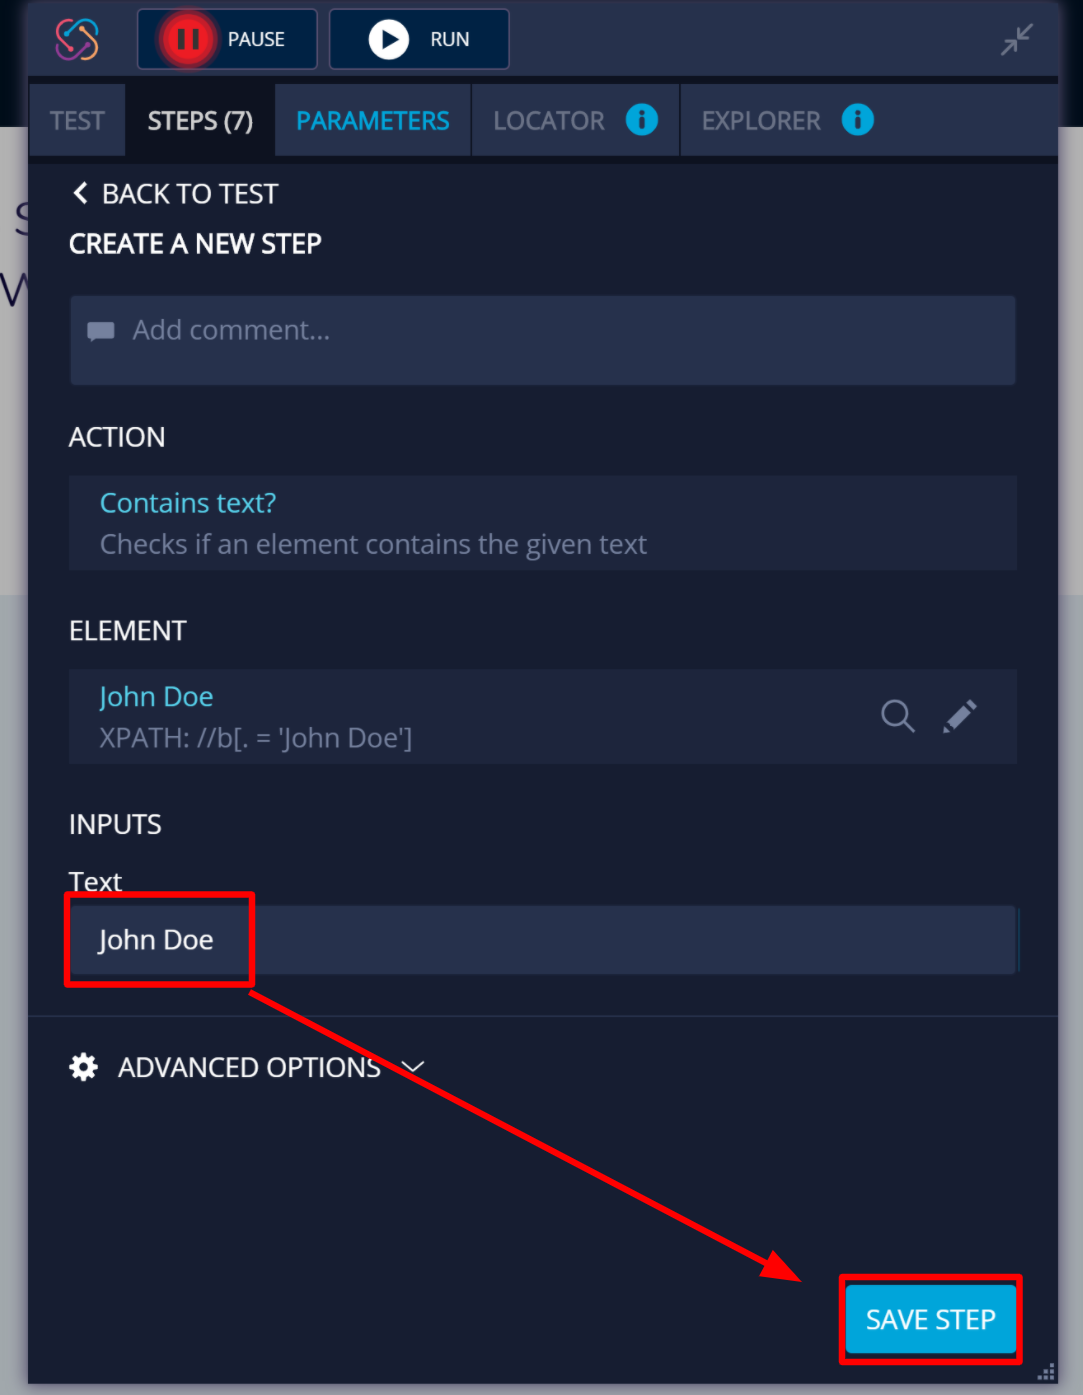 PAUSE RUN
TEST STEPS (7) PARAMETERS LOCATOR i EXPLORER i
BACK TO TEST
CREATE A NEW STEP
Add comment...
ACTION
Contains text?
Checks if an element contains the given text
ELEMENT
John Doe
XPATH: //b[. = 'John Doe']
INPUTS
Text
John Doe
ADVANCED OPTIONS
SAVE STEP